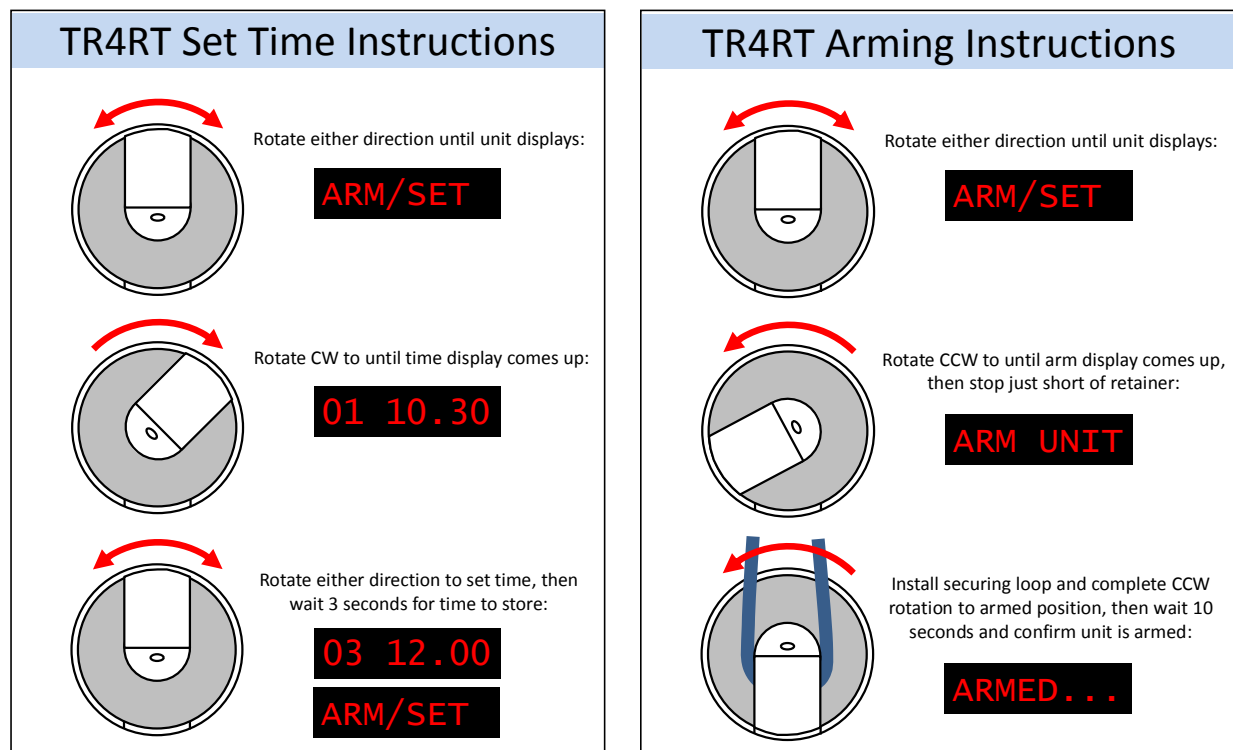 TR4RT Set Time Instructions
Rotate either direction until unit displays:
ARM/SET
Rotate CW to until time display comes up:
01 10.30
Rotate either direction to set time, then
wait 3 seconds for time to store:
03 12.00
ARM/SET
TR4RT Arming Instructions
Rotate either direction until unit displays:
ARM/SET
Rotate CCW to until arm display comes up,
then stop just short of retainer:
ARM UNIT
Install securing loop and complete CCW
rotation to armed position, then wait 10
seconds and confirm unit is armed:
ARMED...